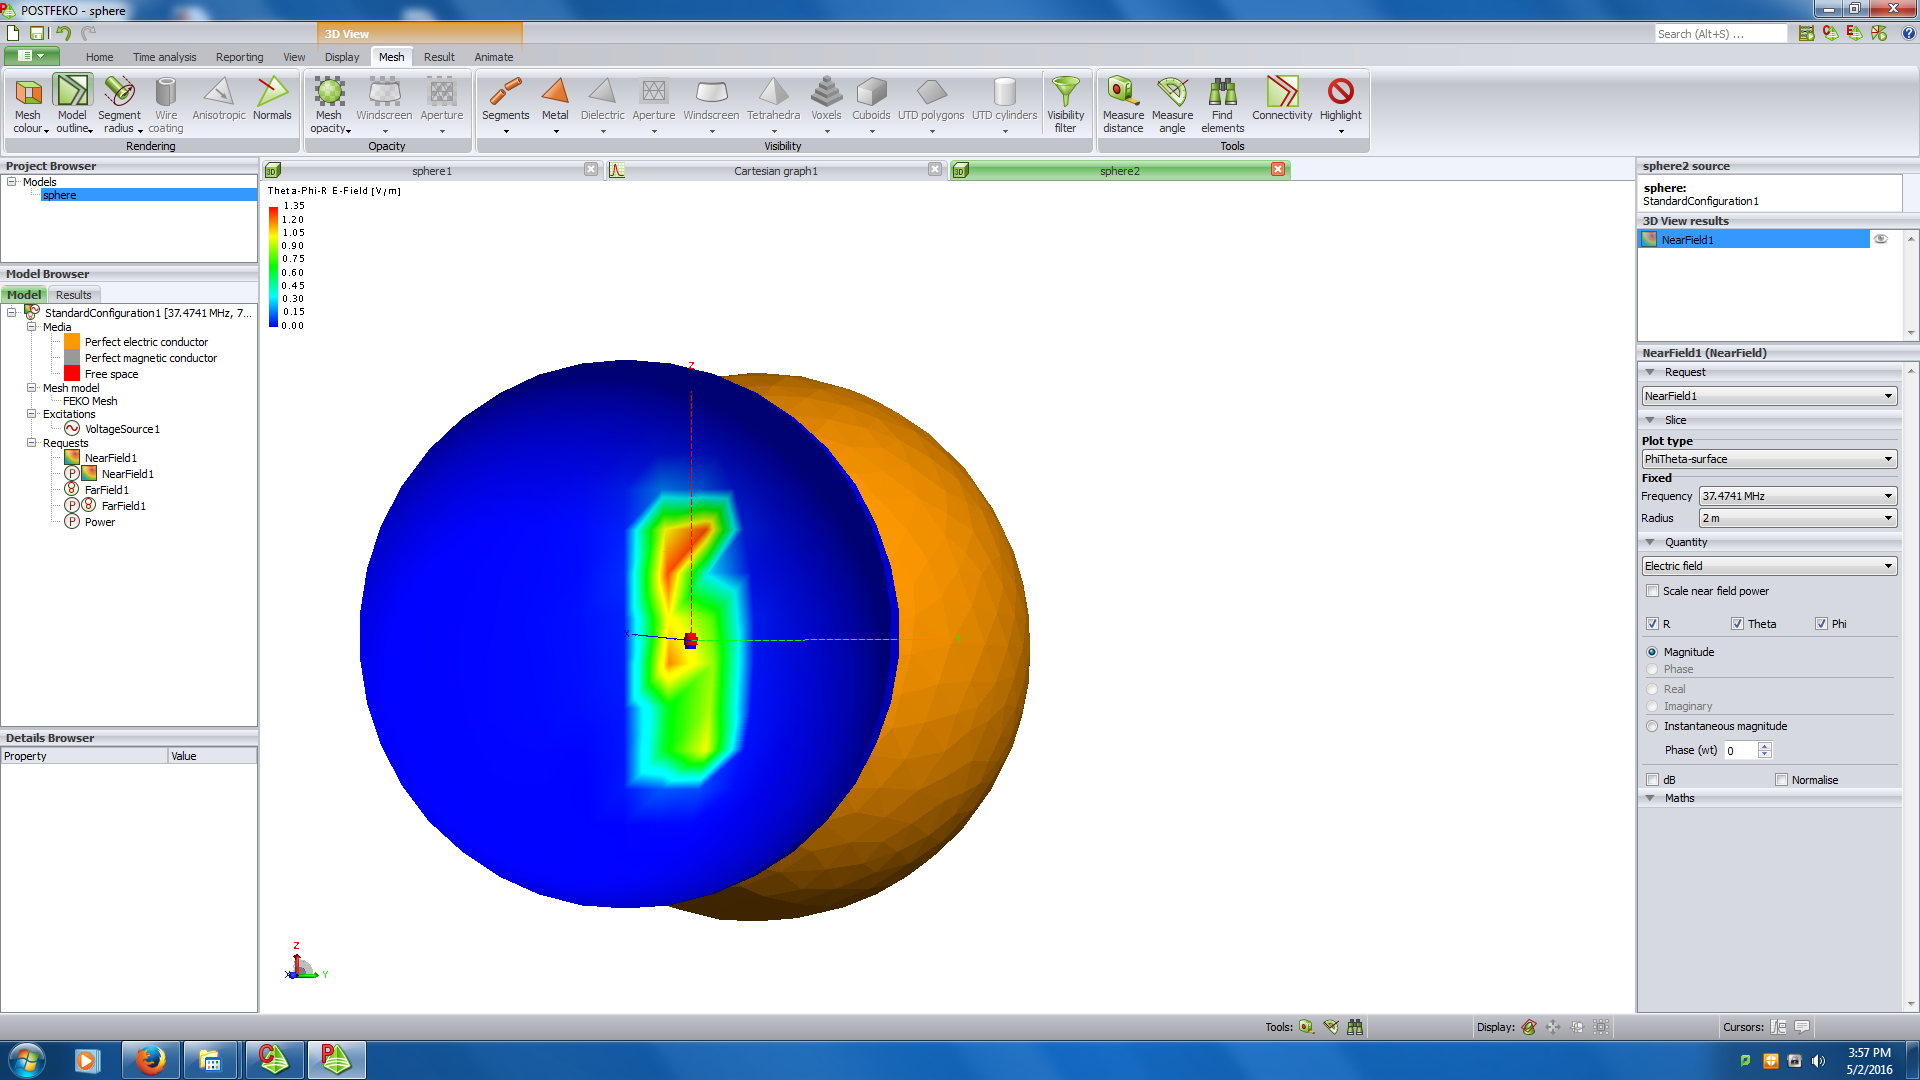 POSTFEKO - sphere
3D View
Search (Alt+S) ...
Home Time analysis Reporting View Display Mesh Result Animate
Mesh colour Model outline Segment radius Wire coating Anisotropic Normals
Mesh opacity Windscreen Aperture
Segments Metal Dielectric Aperture Windscreen Tetrahedra Voxels Cuboids UTD polygons UTD cylinders Visibility filter
Measure distance Measure angle Find elements Connectivity Highlight
Rendering Opacity Visibility Tools
Project Browser
Models
sphere
Model Browser
Model Results
StandardConfiguration1 [37.4741 MHz, 7...
Media
Perfect electric conductor
Perfect magnetic conductor
Free space
Mesh model
FEKO Mesh
Excitations
VoltageSource1
Requests
NearField1
P NearField1
FarField1
P FarField1
P Power
Details Browser
Property Value
sphere1 Cartesian graph1 sphere2
Theta-Phi-R E-Field [V/m]
1.35
1.20
1.05
0.90
0.75
0.60
0.45
0.30
0.15
0.00
Z
X
Y
Z
X Y
sphere2 source
sphere:
StandardConfiguration1
3D View results
NearField1
NearField1 (NearField)
Request
NearField1
Slice
Plot type
PhiTheta-surface
Fixed
Frequency 37.4741 MHz
Radius 2 m
Quantity
Electric field
Scale near field power
R Theta Phi
Magnitude
Phase
Real
Imaginary
Instantaneous magnitude
Phase (wt) 0
dB Normalise
Maths
Tools: Display: Cursors:
3:57 PM
5/2/2016